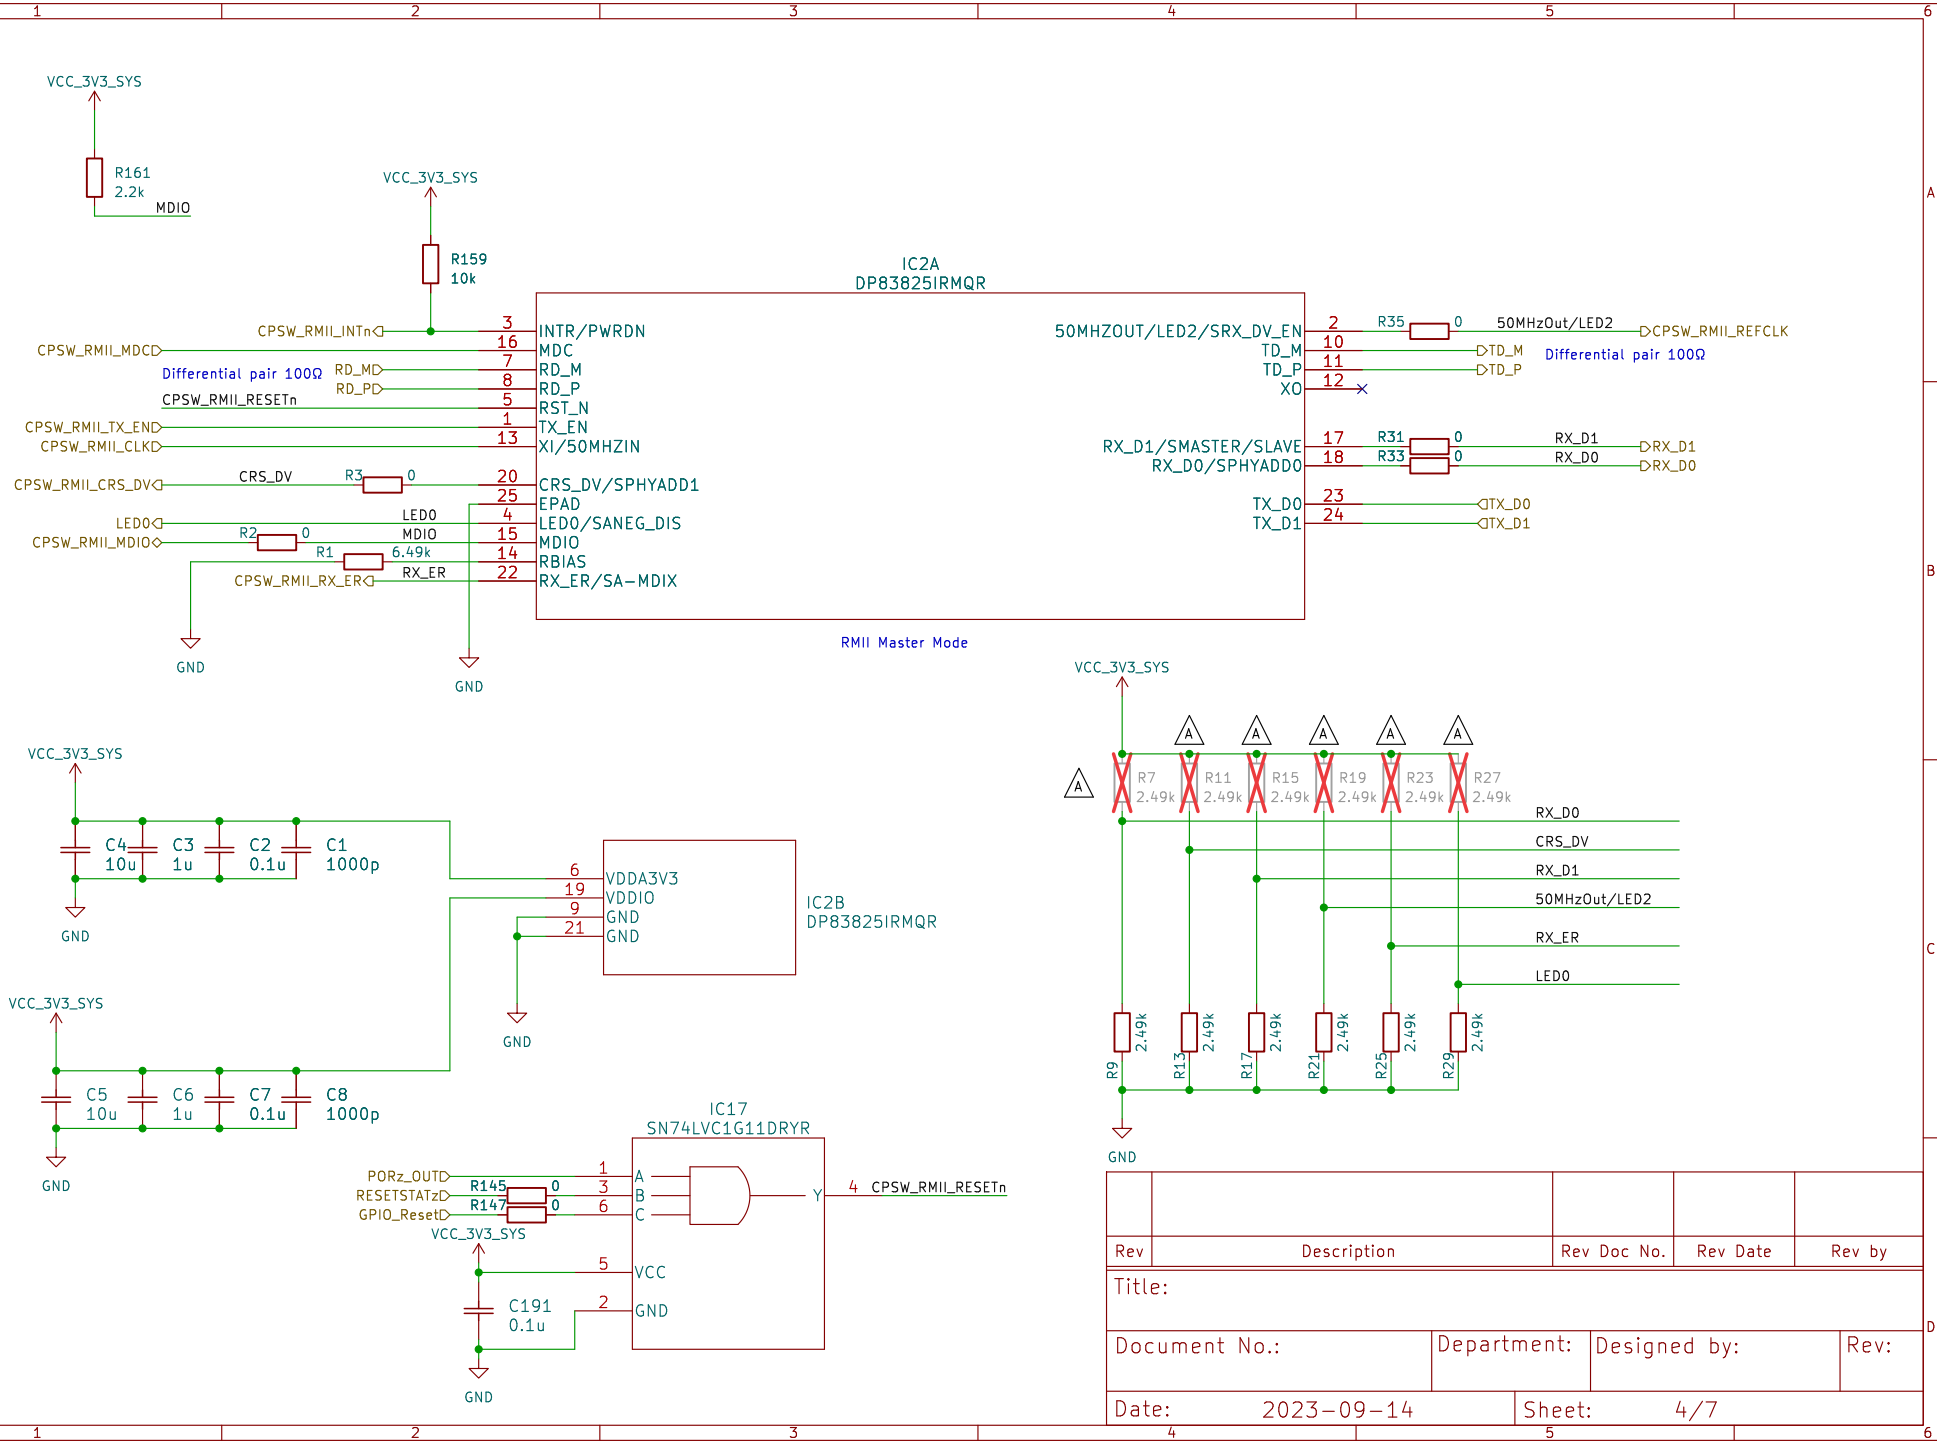 1 2 3 4 5 6
VCC_3V3_SYS
R161
2.2k
MDIO
VCC_3V3_SYS
R159
10k
A
IC2A
DP83825IRMQR
CPSW_RMII_INTn 3 INTR/PWRDN
CPSW_RMII_MDC 16 MDC
Differential pair 100Ω RD_M 7 RD_M
RD_P 8 RD_P
CPSW_RMII_RESETn 5 RST_N
CPSW_RMII_TX_EN 1 TX_EN
CPSW_RMII_CLK 13 XI/50MHZIN
CPSW_RMII_CRS_DV CRS_DV R3 0 20 CRS_DV/SPHYADD1
25 EPAD
LED0 LED0 4 LED0/SANEG_DIS
CPSW_RMII_MDIO R2 0 MDIO 15 MDIO
R1 6.49k 14 RBIAS
CPSW_RMII_RX_ER RX_ER 22 RX_ER/SA-MDIX
50MHZOUT/LED2/SRX_DV_EN 2 R35 0 50MHzOut/LED2 CPSW_RMII_REFCLK
TD_M 10 TD_M Differential pair 100Ω
TD_P 11 TD_P
XO 12
RX_D1/SMASTER/SLAVE 17 R31 0 RX_D1 RX_D1
RX_D0/SPHYADD0 18 R33 0 RX_D0 RX_D0
TX_D0 23 TX_D0
TX_D1 24 TX_D1
B
GND
GND
RMII Master Mode
VCC_3V3_SYS
A A A A A
A
R7 R11 R15 R19 R23 R27
2.49k 2.49k 2.49k 2.49k 2.49k 2.49k
RX_D0
CRS_DV
RX_D1
50MHzOut/LED2
RX_ER
LED0
C
2.49k 2.49k 2.49k 2.49k 2.49k 2.49k
R9 R13 R17 R21 R25 R29
GND
VCC_3V3_SYS
C4 C3 C2 C1
10u 1u 0.1u 1000p
GND
6 VDDA3V3
19 VDDIO
9 GND
21 GND
IC2B
DP83825IRMQR
GND
VCC_3V3_SYS
C5 C6 C7 C8
10u 1u 0.1u 1000p
GND
IC17
SN74LVC1G11DRYR
PORz_OUT 1 A
RESETSTATz R145 0 3 B
GPIO_Reset R147 0 6 C
Y 4 CPSW_RMII_RESETn
VCC_3V3_SYS
5 VCC
C191
0.1u
2 GND
GND
Rev Description Rev Doc No. Rev Date Rev by
Title:
D
Document No.: Department: Designed by: Rev:
Date: 2023-09-14 Sheet: 4/7
1 2 3 4 5 6